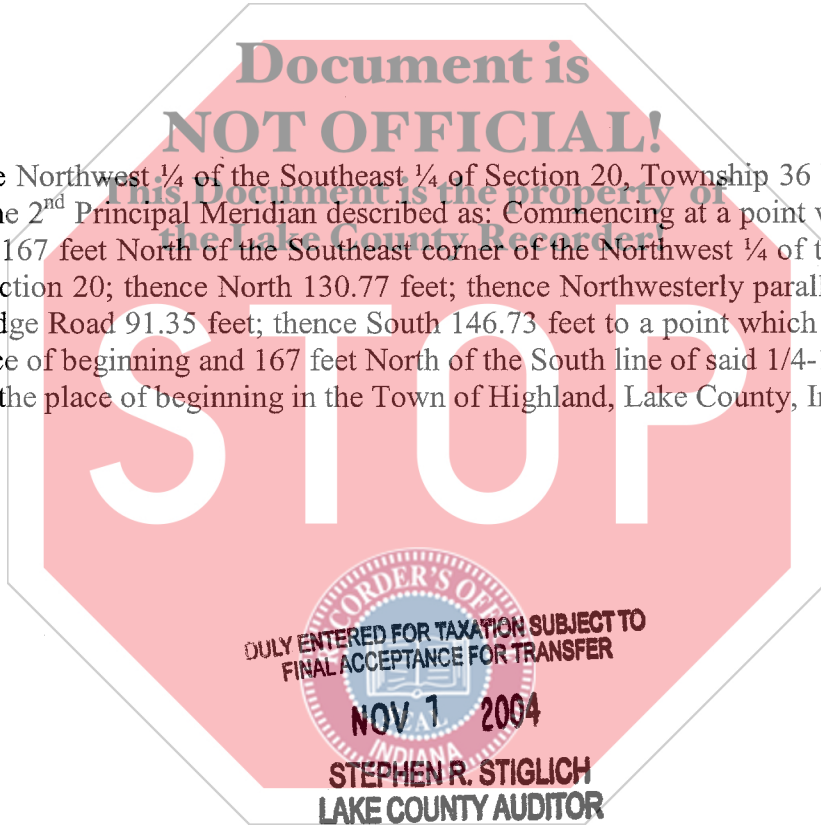 Document is
NOT OFFICIAL!
This Document is the property of
the Lake County Recorder!
e Northwest ¼ of the Southeast ¼ of Section 20, Township 36
ne 2nd Principal Meridian described as: Commencing at a point w
167 feet North of the Southeast corner of the Northwest ¼ of t
ction 20; thence North 130.77 feet; thence Northwesterly paral
dge Road 91.35 feet; thence South 146.73 feet to a point which
ce of beginning and 167 feet North of the South line of said 1/4-
the place of beginning in the Town of Highland, Lake County, In
STOP
RECORDER'S OFFICE
DULY ENTERED FOR TAXATION SUBJECT TO
FINAL ACCEPTANCE FOR TRANSFER
NOV 1 2004
SEAL
INDIANA
STEPHEN R. STIGLICH
LAKE COUNTY AUDITOR